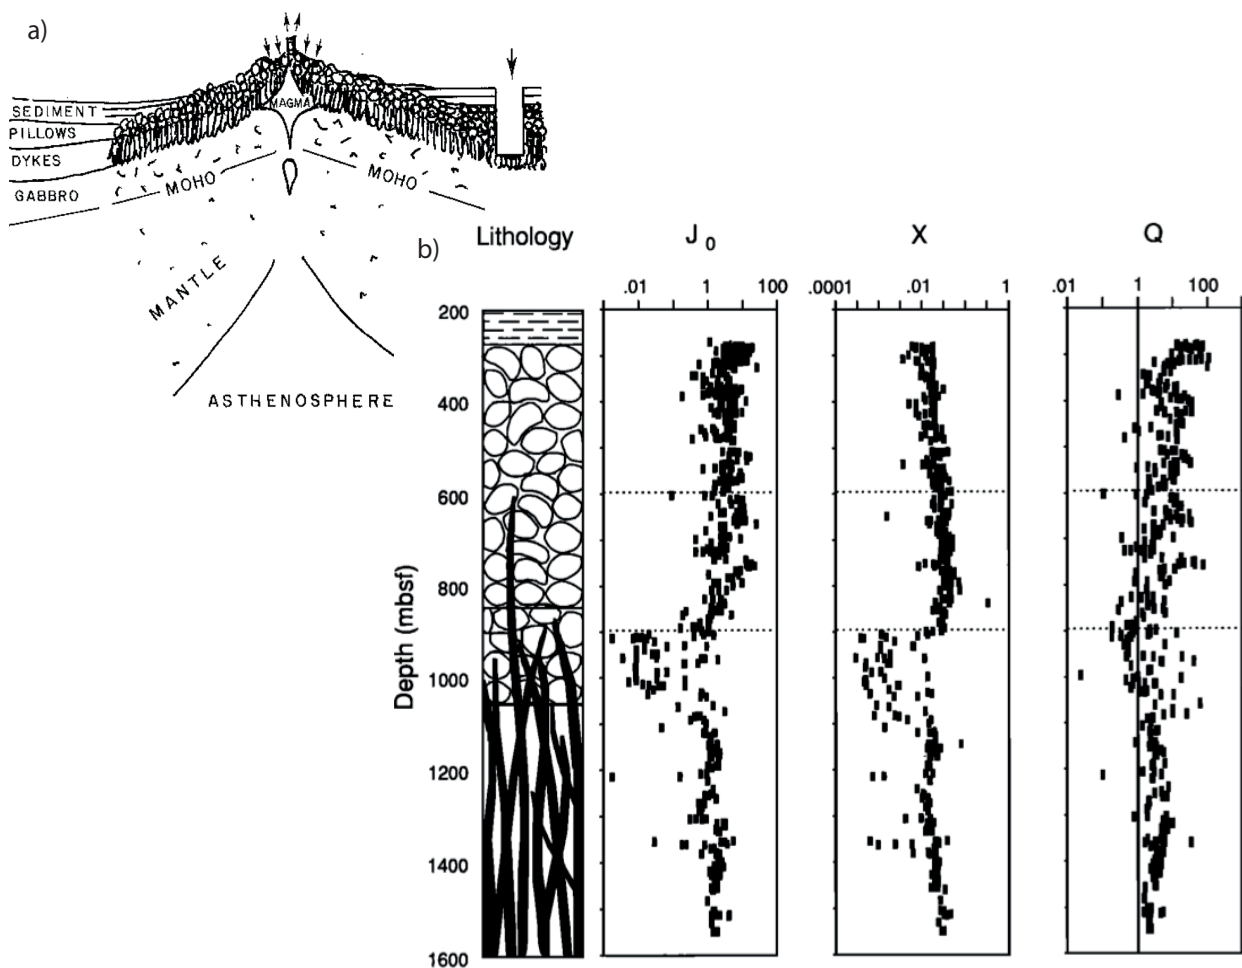 a)
MAGMA
SEDIMENT
PILLOWS
DYKES
GABBRO
MOHO
MOHO
MANTLE
ASTHENOSPHERE
b)
Lithology
J0
X
Q
.01 1 100
.0001 .01 1
.01 1 100
Depth (mbsf)
200
400
600
800
1000
1200
1400
1600